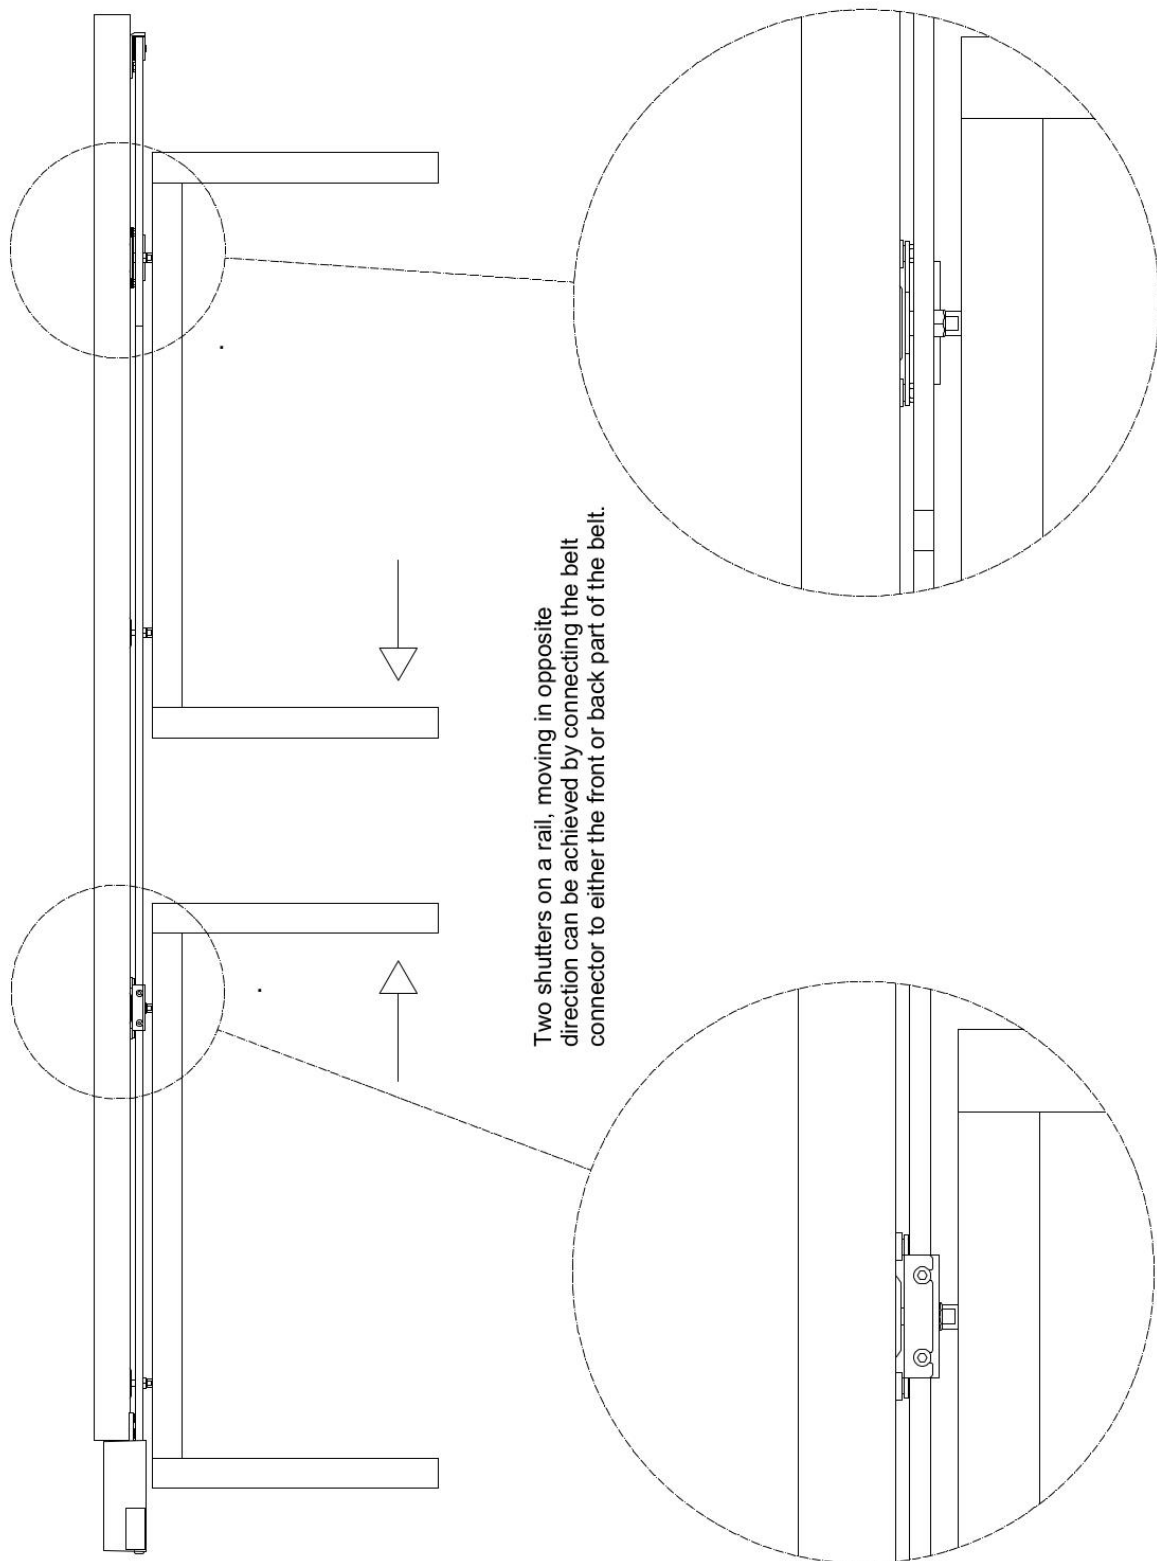 Two shutters on a rail, moving in opposite
direction can be achieved by connecting the belt
connector to either the front or back part of the belt.